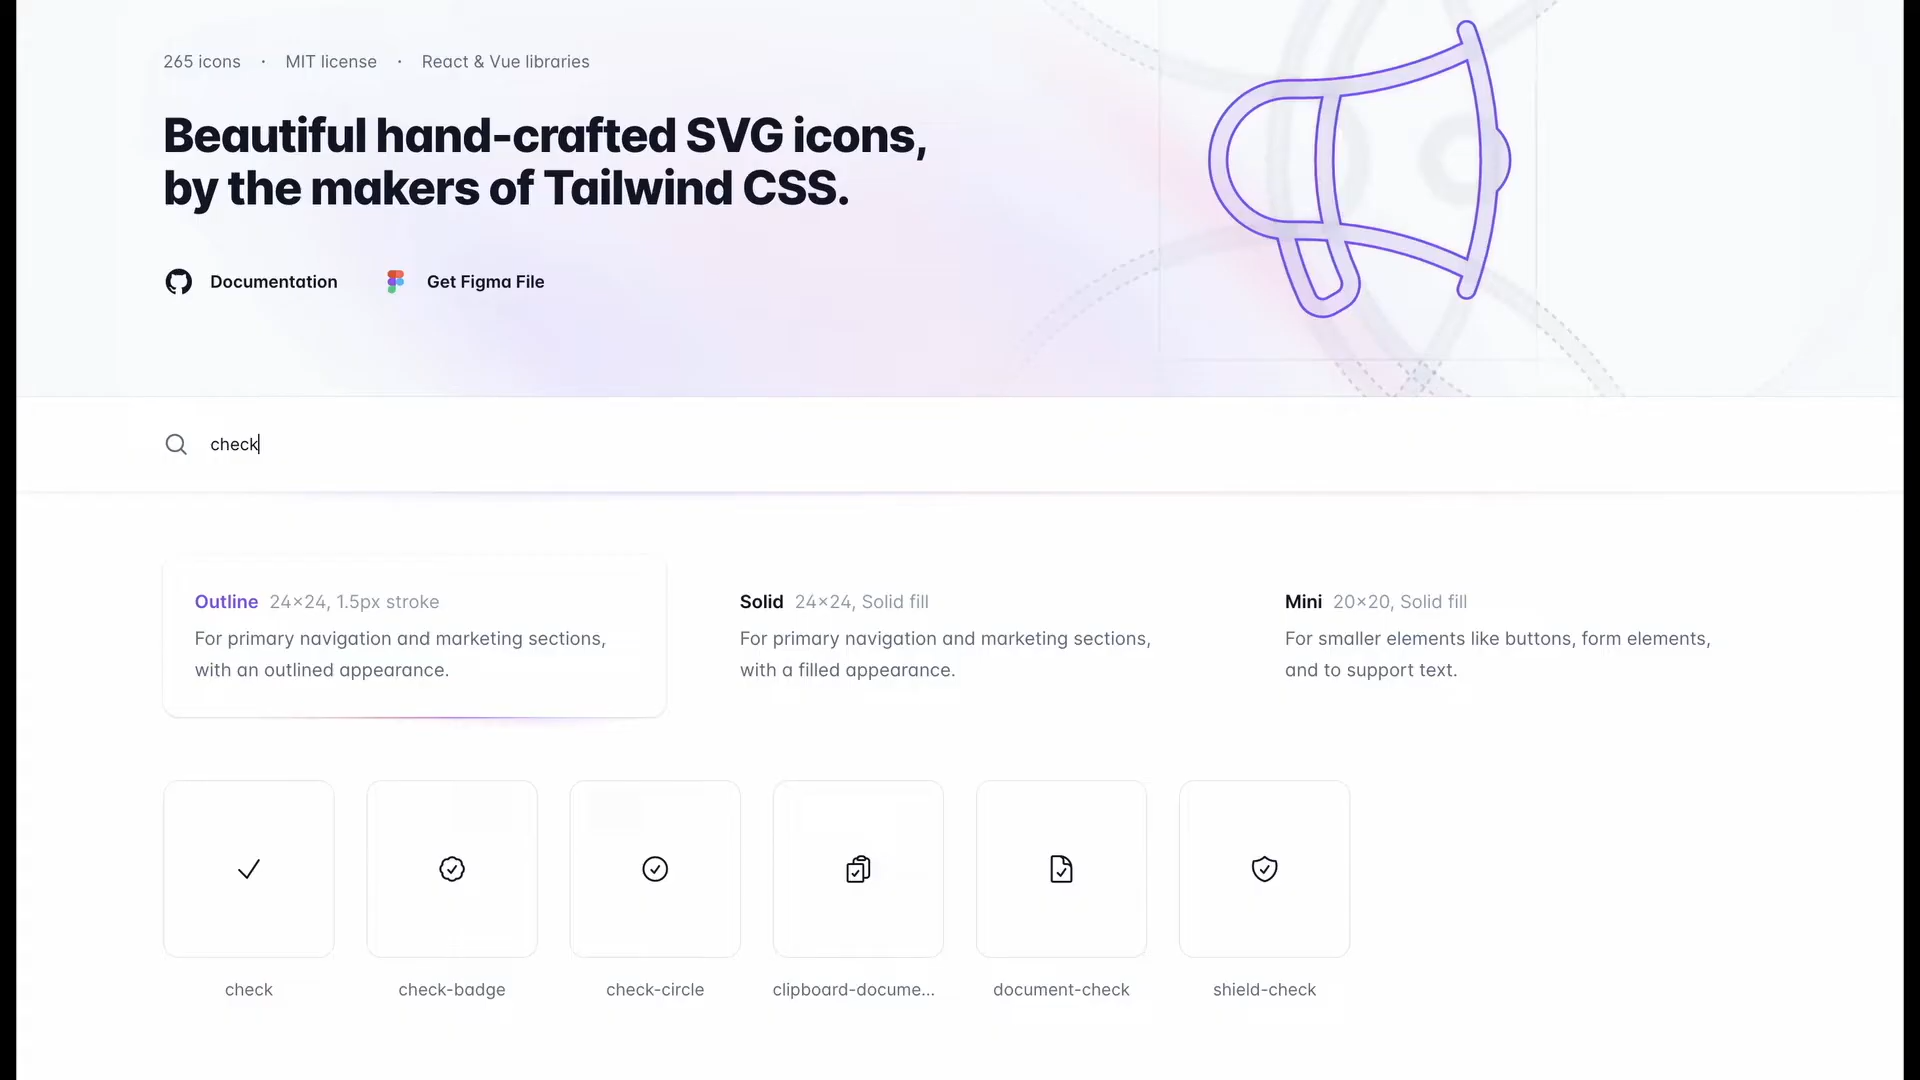 265 icons · MIT license · React & Vue libraries
Beautiful hand-crafted SVG icons,
by the makers of Tailwind CSS.
Documentation Get Figma File
check
Outline 24×24, 1.5px stroke
For primary navigation and marketing sections,
with an outlined appearance.
Solid 24×24, Solid fill
For primary navigation and marketing sections,
with a filled appearance.
Mini 20×20, Solid fill
For smaller elements like buttons, form elements,
and to support text.
check check-badge check-circle clipboard-docume... document-check shield-check